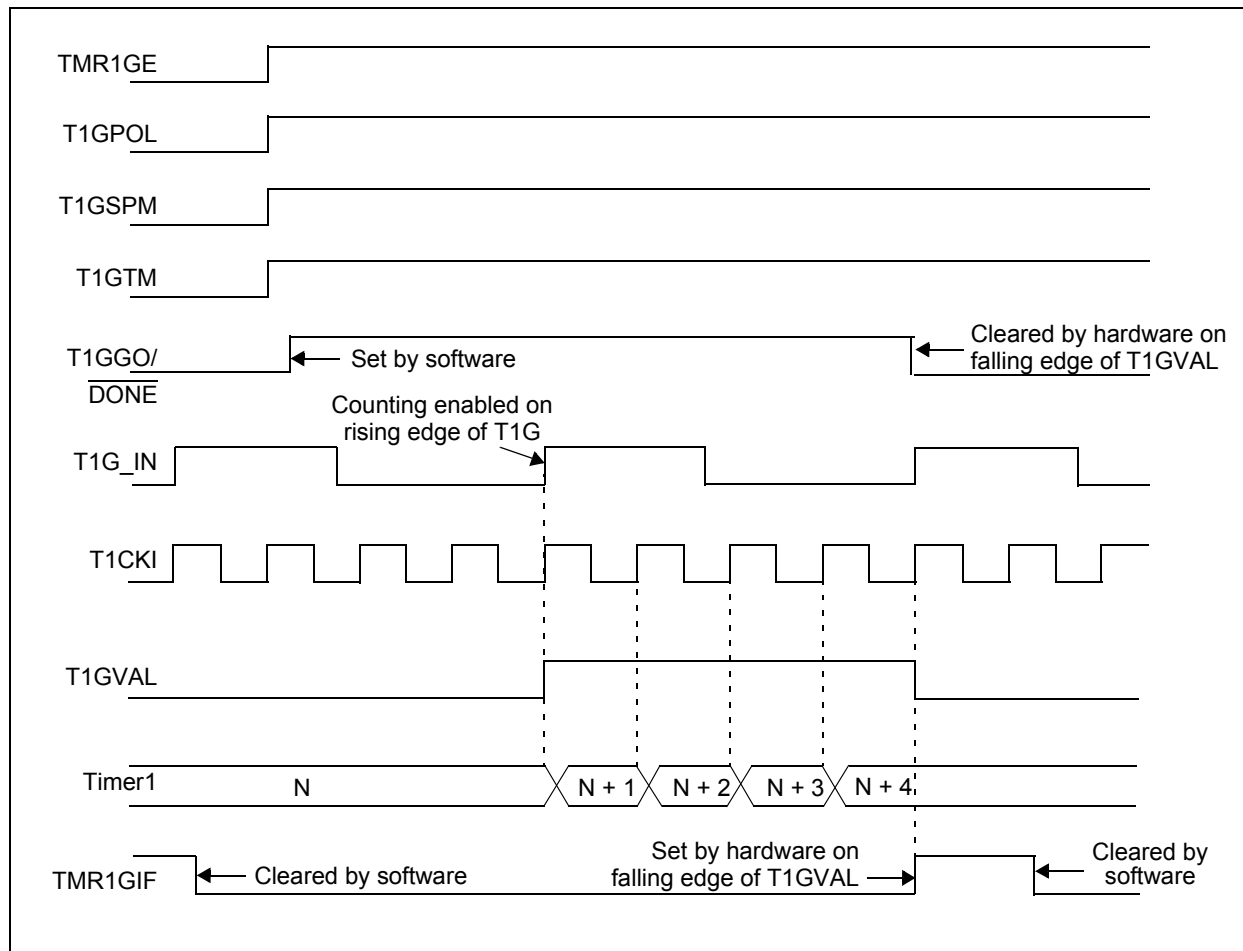 TMR1GE
T1GPOL
T1GSPM
T1GTM
T1GGO/
DONE
Set by software
Cleared by hardware on
falling edge of T1GVAL
Counting enabled on
rising edge of T1G
T1G_IN
T1CKI
T1GVAL
Timer1
N
N + 1
N + 2
N + 3
N + 4
TMR1GIF
Cleared by software
Set by hardware on
falling edge of T1GVAL
Cleared by
software